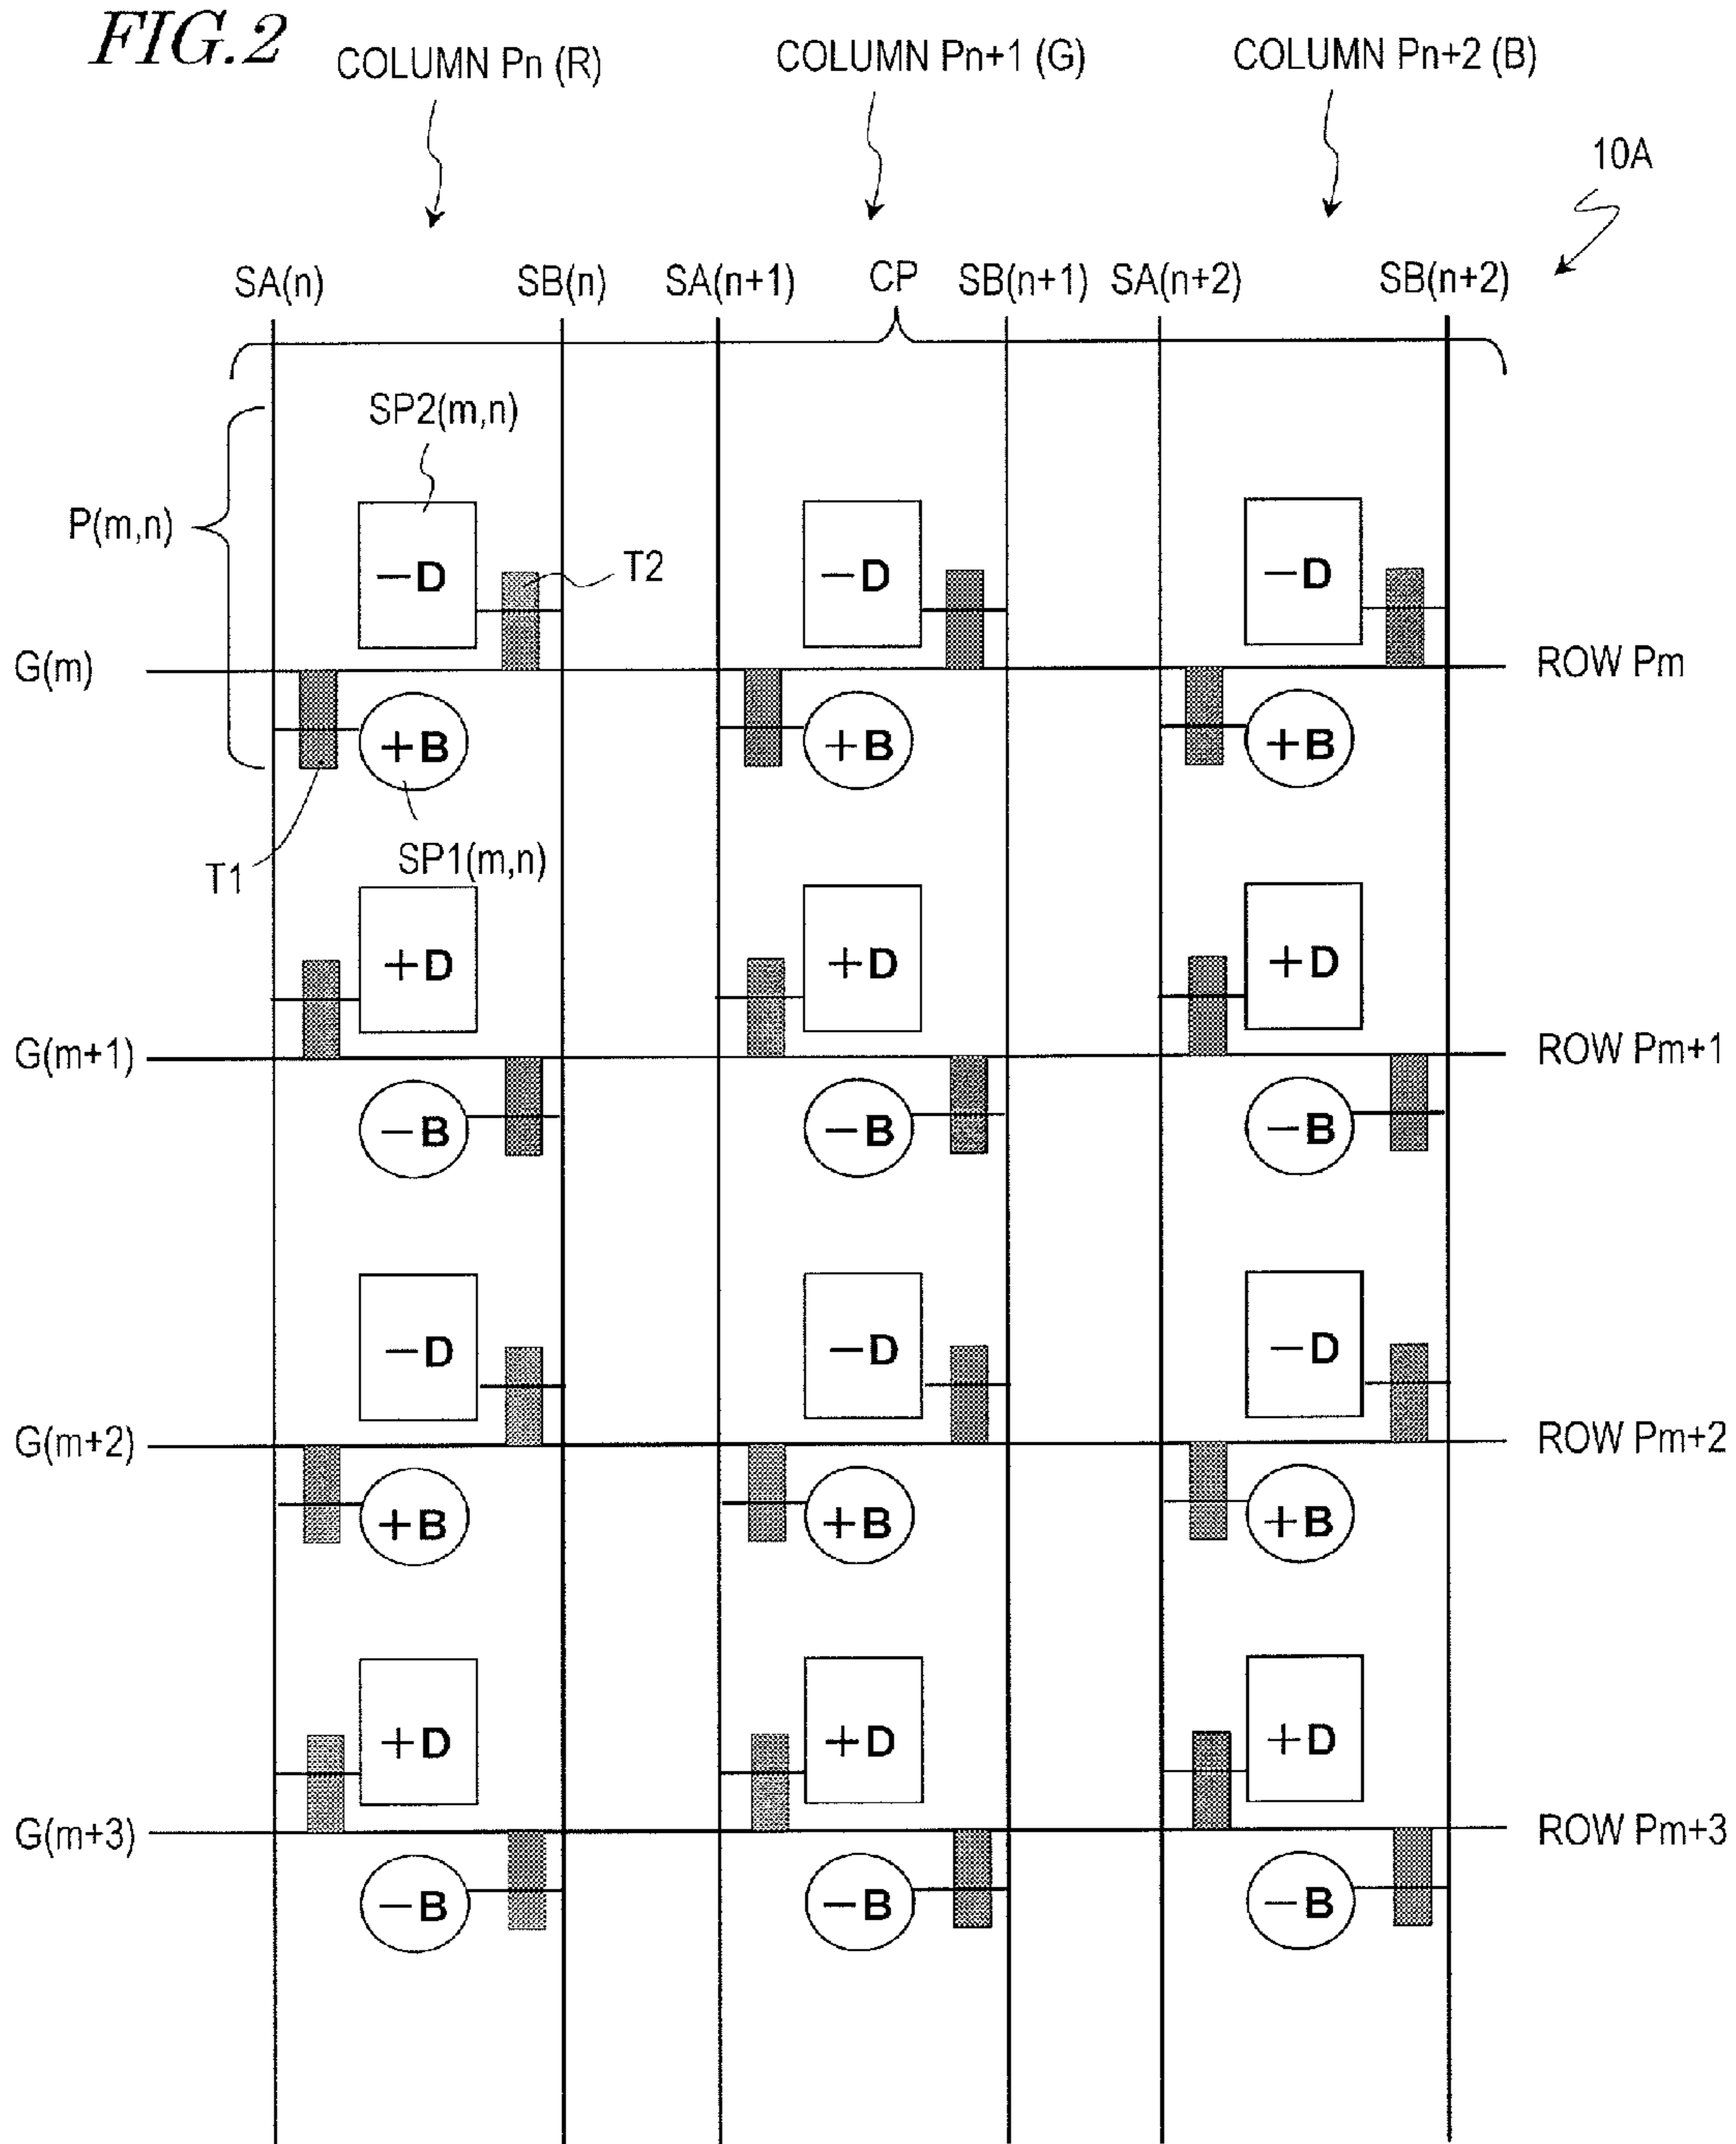 FIG.2
COLUMN Pn (R) COLUMN Pn+1 (G) COLUMN Pn+2 (B)
10A
SA(n) SB(n) SA(n+1) CP SB(n+1) SA(n+2) SB(n+2)
SP2(m,n)
P(m,n)
−D T2 −D −D
G(m) ROW Pm
+B +B +B
T1 SP1(m,n)
+D +D +D
G(m+1) ROW Pm+1
−B −B −B
−D −D −D
G(m+2) ROW Pm+2
+B +B +B
+D +D +D
G(m+3) ROW Pm+3
−B −B −B